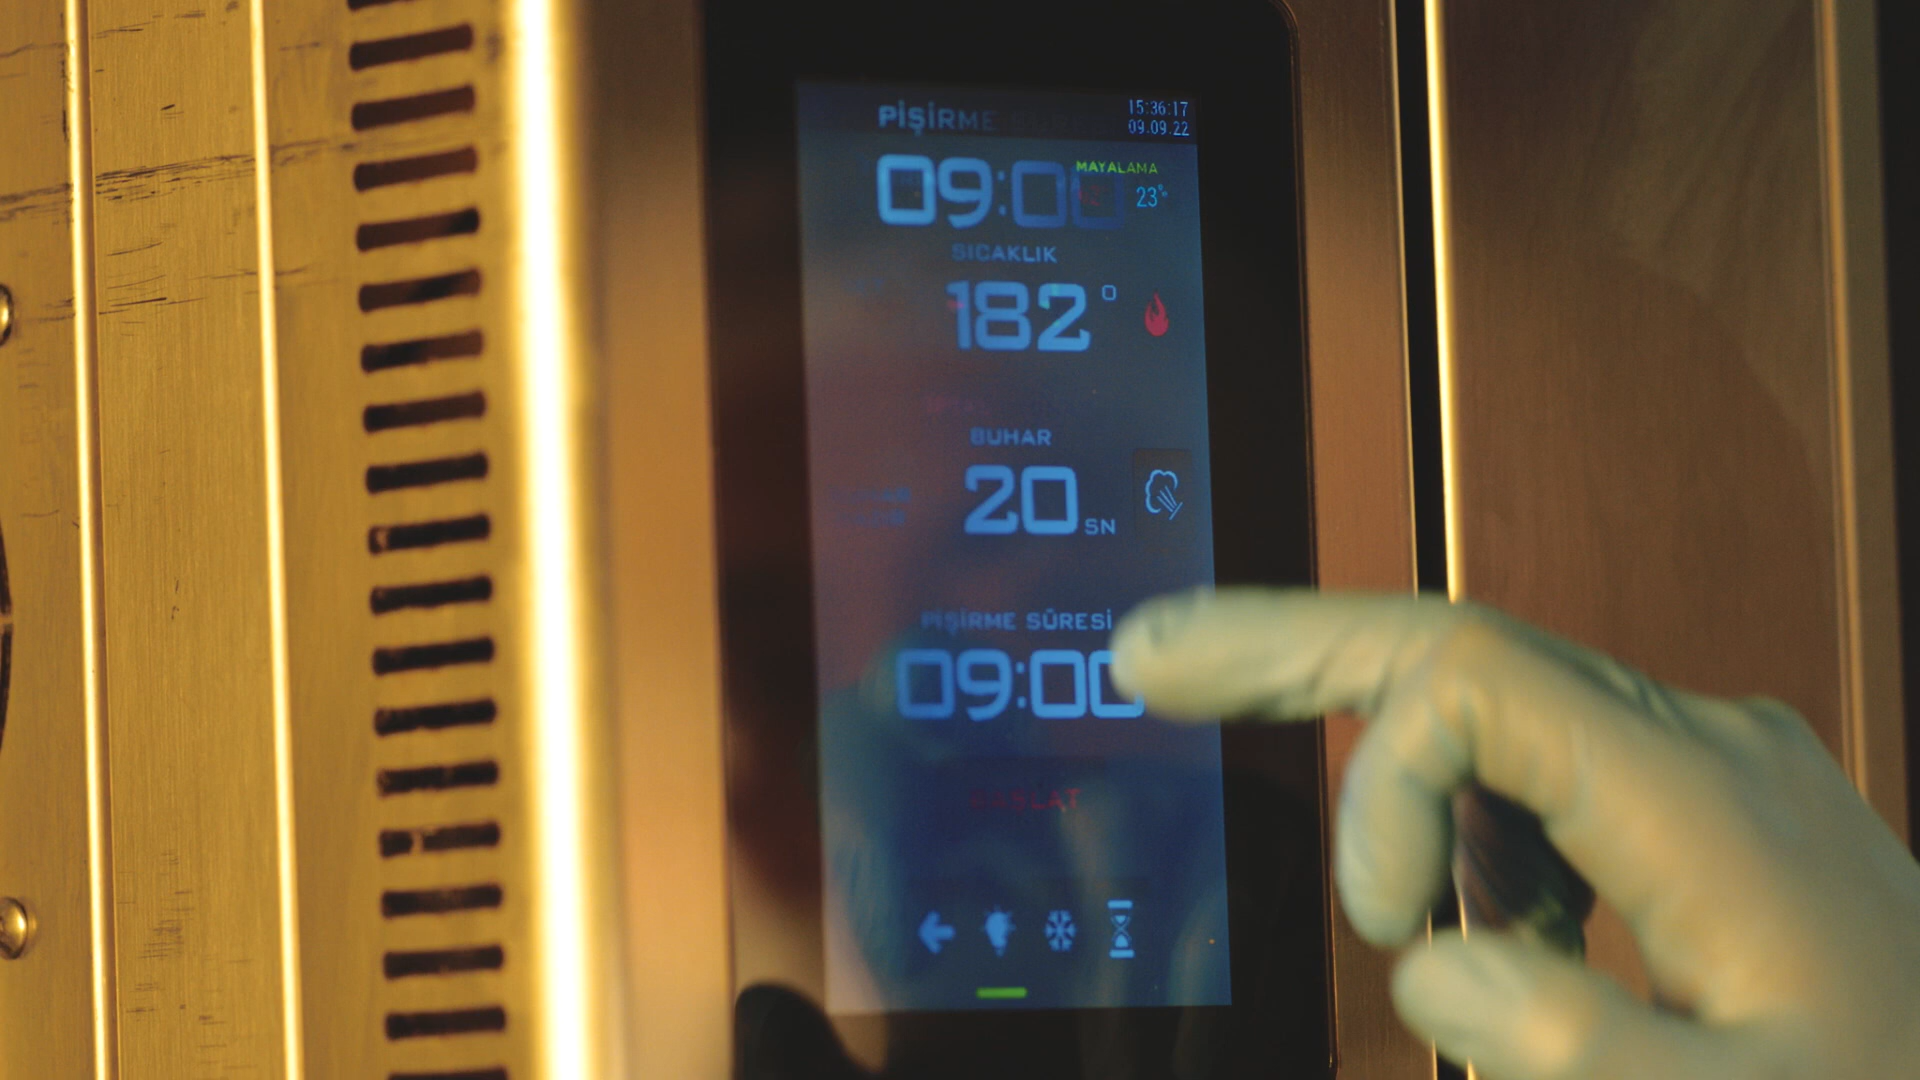 PİŞİRME
15:36:17
09.09.22
MAYALAMA
09:00
23°
SICAKLIK
182°
BUHAR
20 SN
PİŞİRME SÜRESİ
09:00
BAŞLAT